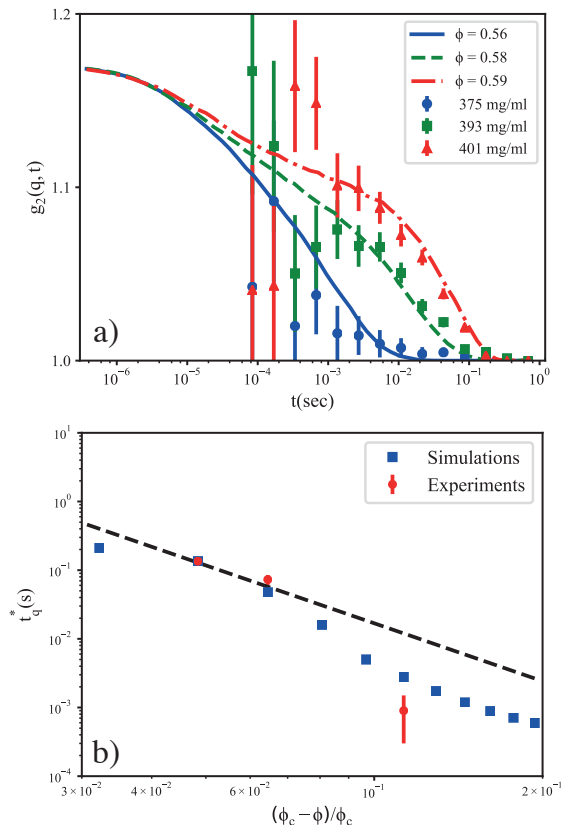 g₂(q, t)
1.2
1.1
1.0
ϕ = 0.56
ϕ = 0.58
ϕ = 0.59
375 mg/ml
393 mg/ml
401 mg/ml
a)
10⁻⁶ 10⁻⁵ 10⁻⁴ 10⁻³ 10⁻² 10⁻¹ 10⁰
t(sec)
t*_q(s)
10¹
10⁰
10⁻¹
10⁻²
10⁻³
10⁻⁴
Simulations
Experiments
b)
3 × 10⁻² 4 × 10⁻² 6 × 10⁻² 10⁻¹ 2 × 10⁻¹
(ϕ_c − ϕ)/ϕ_c